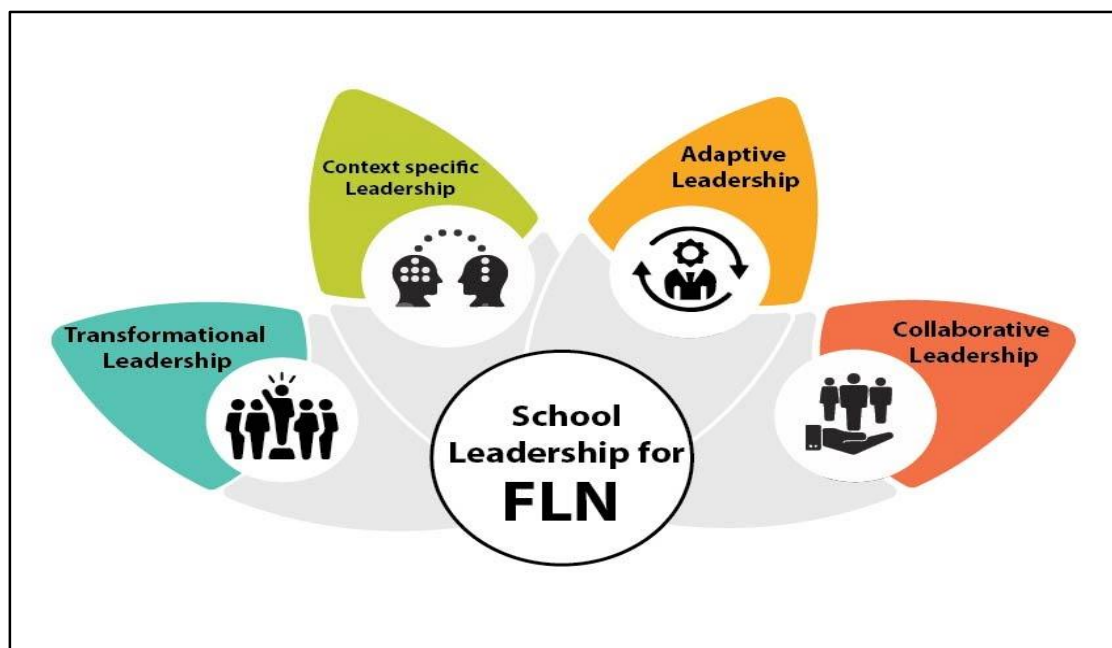 Context specific
Leadership
Adaptive
Leadership
Transformational
Leadership
Collaborative
Leadership
School
Leadership for
FLN